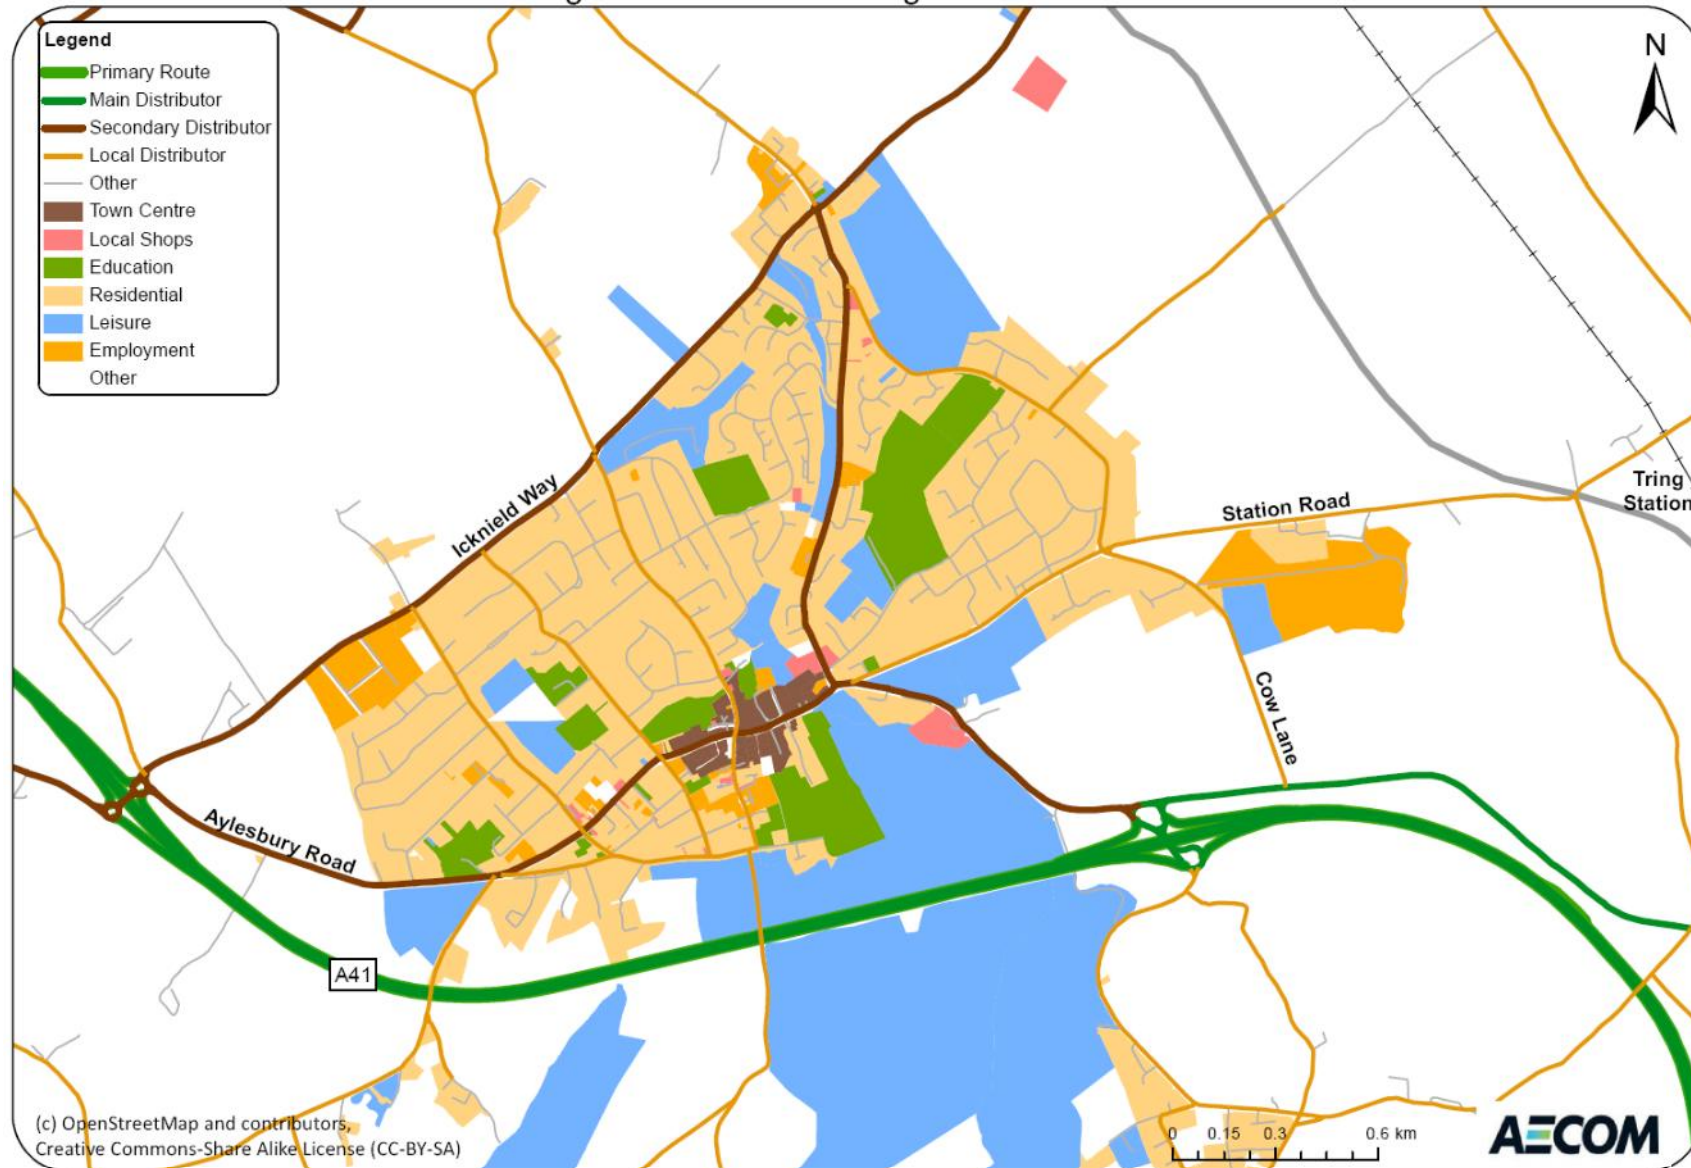 Legend
Primary Route
Main Distributor
Secondary Distributor
Local Distributor
Other
Town Centre
Local Shops
Education
Residential
Leisure
Employment
Other
N
Icknield Way
Station Road
Tring
Station
Cow Lane
Aylesbury Road
A41
(c) OpenStreetMap and contributors,
Creative Commons-Share Alike License (CC-BY-SA)
0 0.15 0.3 0.6 km
AECOM